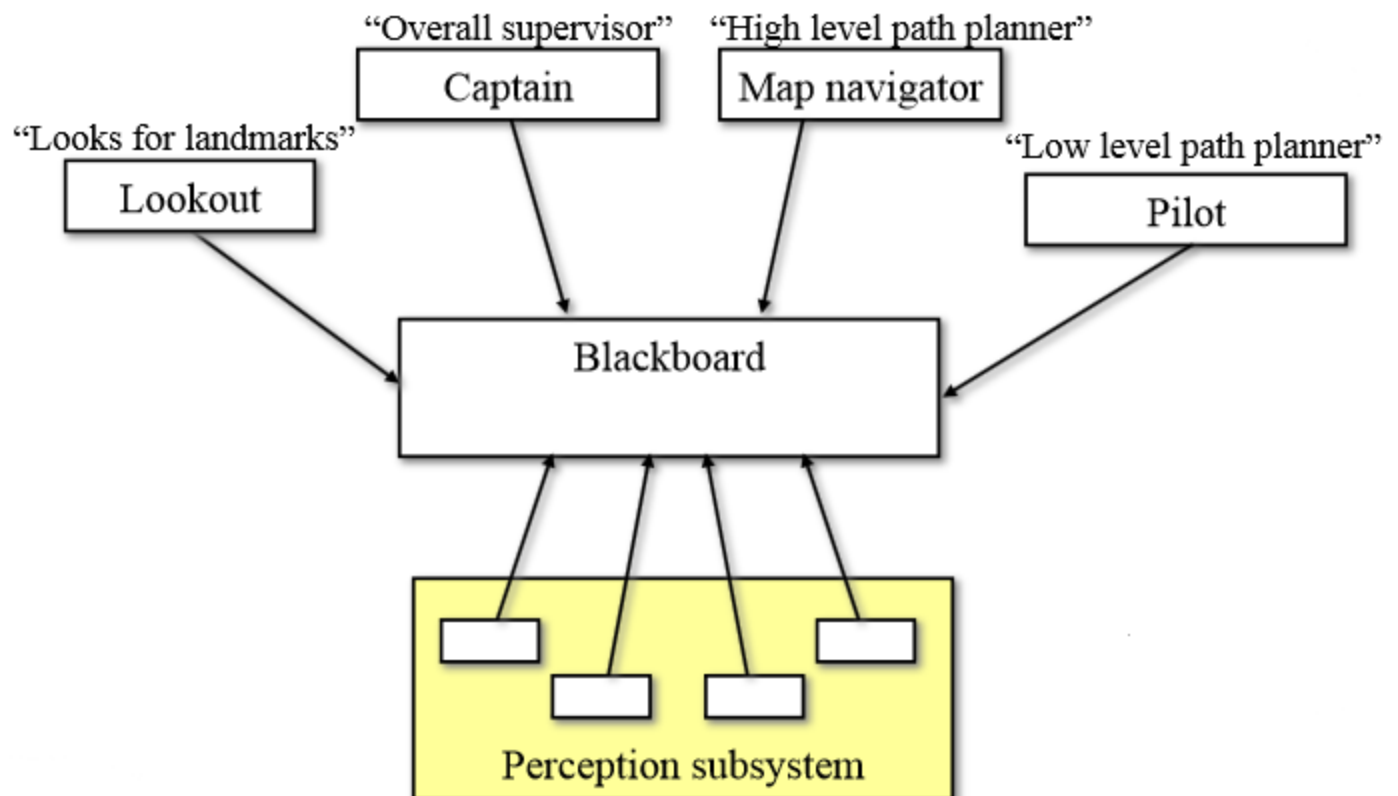 “Overall supervisor”
“High level path planner”
Captain
Map navigator
“Looks for landmarks”
“Low level path planner”
Lookout
Pilot
Blackboard
Perception subsystem